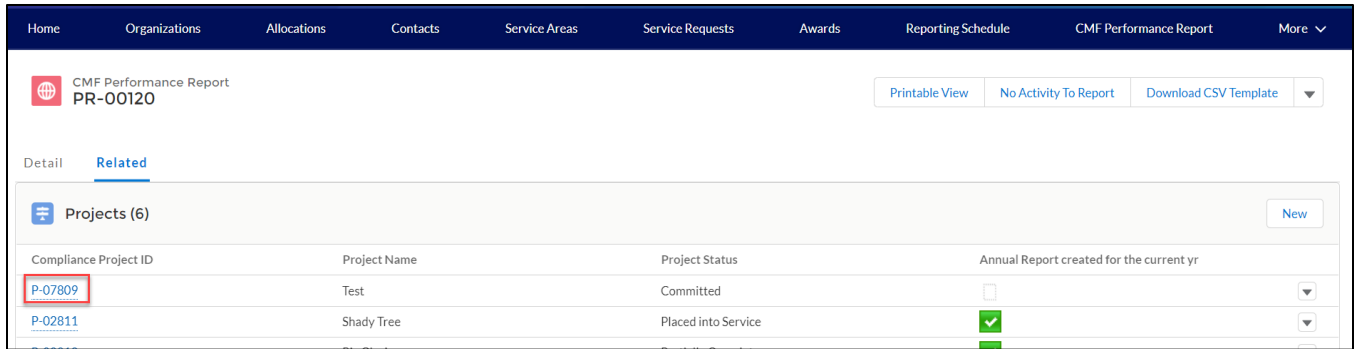 Home Organizations Allocations Contacts Service Areas Service Requests Awards Reporting Schedule CMF Performance Report More
CMF Performance Report
PR-00120
Printable View No Activity To Report Download CSV Template
Detail Related
Projects (6)
New
Compliance Project ID Project Name Project Status Annual Report created for the current yr
P-07809 Test Committed
P-02811 Shady Tree Placed into Service